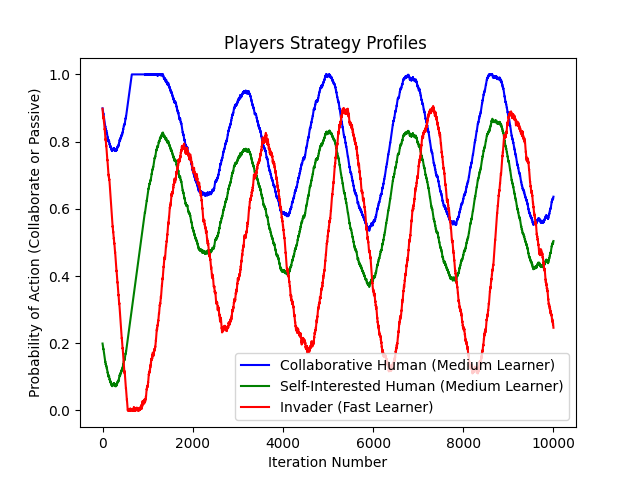 Players Strategy Profiles
Probability of Action (Collaborate or Passive)
1.0
0.8
0.6
0.4
0.2
0.0
Collaborative Human (Medium Learner)
Self-Interested Human (Medium Learner)
Invader (Fast Learner)
0 2000 4000 6000 8000 10000
Iteration Number